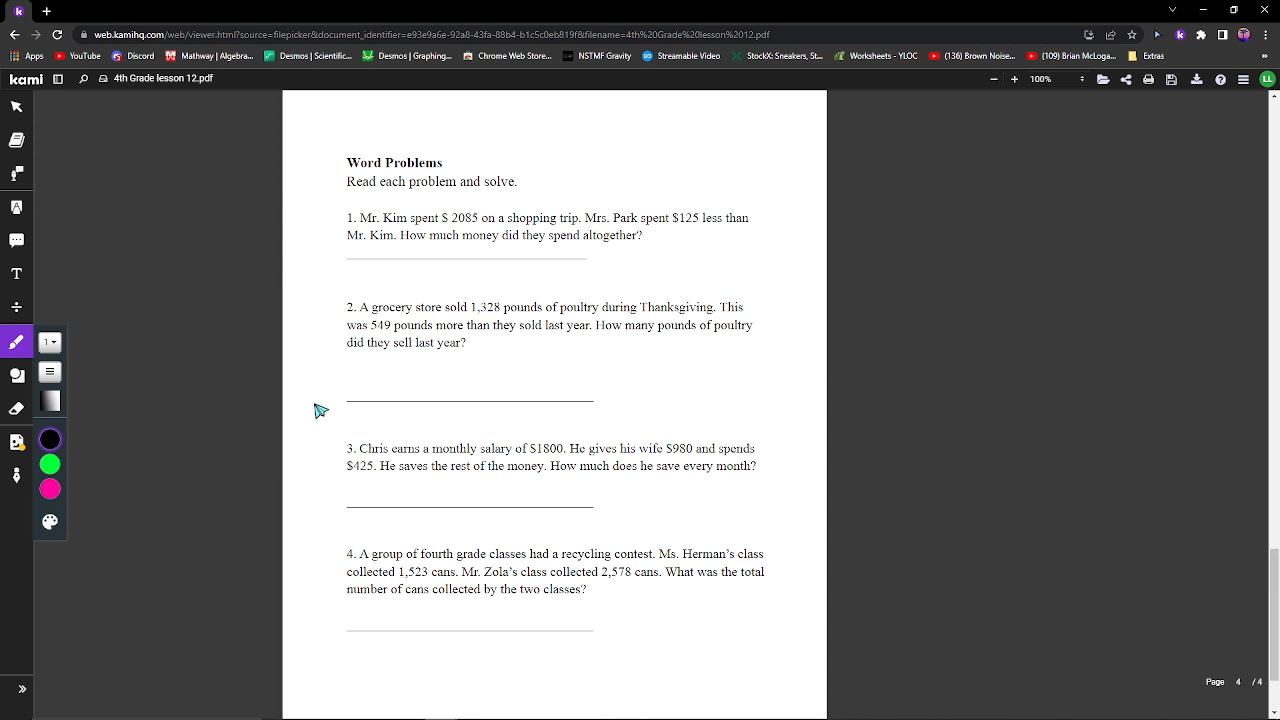 web.kamihq.com/web/viewer.html?source=filepicker&document_identifier=e93e9a6e-92a8-43fa-88b4-b1c5c0eb819f&filename=4th%20Grade%20lesson%2012.pdf
Apps YouTube Discord Mathway | Algebra... Desmos | Scientific... Desmos | Graphing... Chrome Web Store... NSTMF Gravity Streamable Video StockX: Sneakers, St... Worksheets - YLOC (136) Brown Noise... (109) Brian McLoga... Extras
kami 4th Grade lesson 12.pdf 100% LL
Word Problems
Read each problem and solve.
1. Mr. Kim spent $ 2085 on a shopping trip. Mrs. Park spent $125 less than
Mr. Kim. How much money did they spend altogether?
2. A grocery store sold 1,328 pounds of poultry during Thanksgiving. This
was 549 pounds more than they sold last year. How many pounds of poultry
did they sell last year?
3. Chris earns a monthly salary of $1800. He gives his wife $980 and spends
$425. He saves the rest of the money. How much does he save every month?
4. A group of fourth grade classes had a recycling contest. Ms. Herman’s class
collected 1,523 cans. Mr. Zola’s class collected 2,578 cans. What was the total
number of cans collected by the two classes?
Page 4 / 4